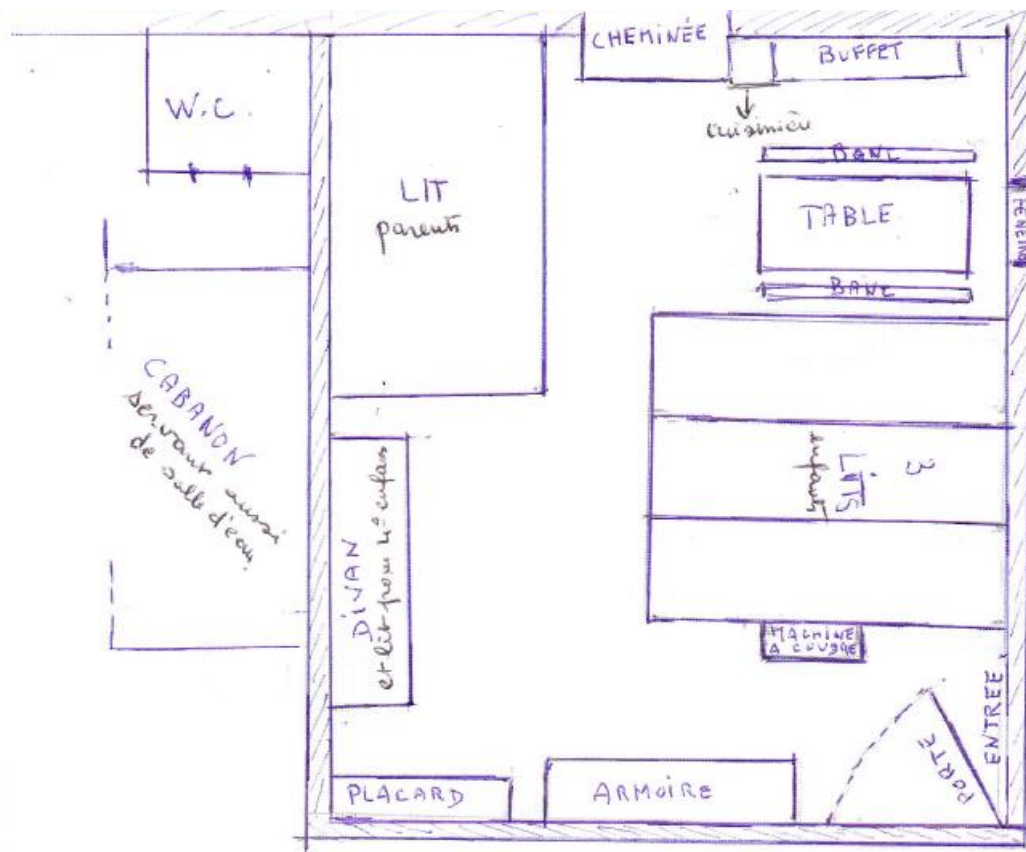 CHEMINÉE
BUFFET
W.C.
cuisinière
BANC
LIT
parents
TABLE
FENETRE
BANC
CABANON
servant aussi
de salle d'eau
3
LITS
enfants
DIVAN
et lit pour 4e enfant
MACHINE
A COUDRE
ENTREE
PORTE
PLACARD
ARMOIRE